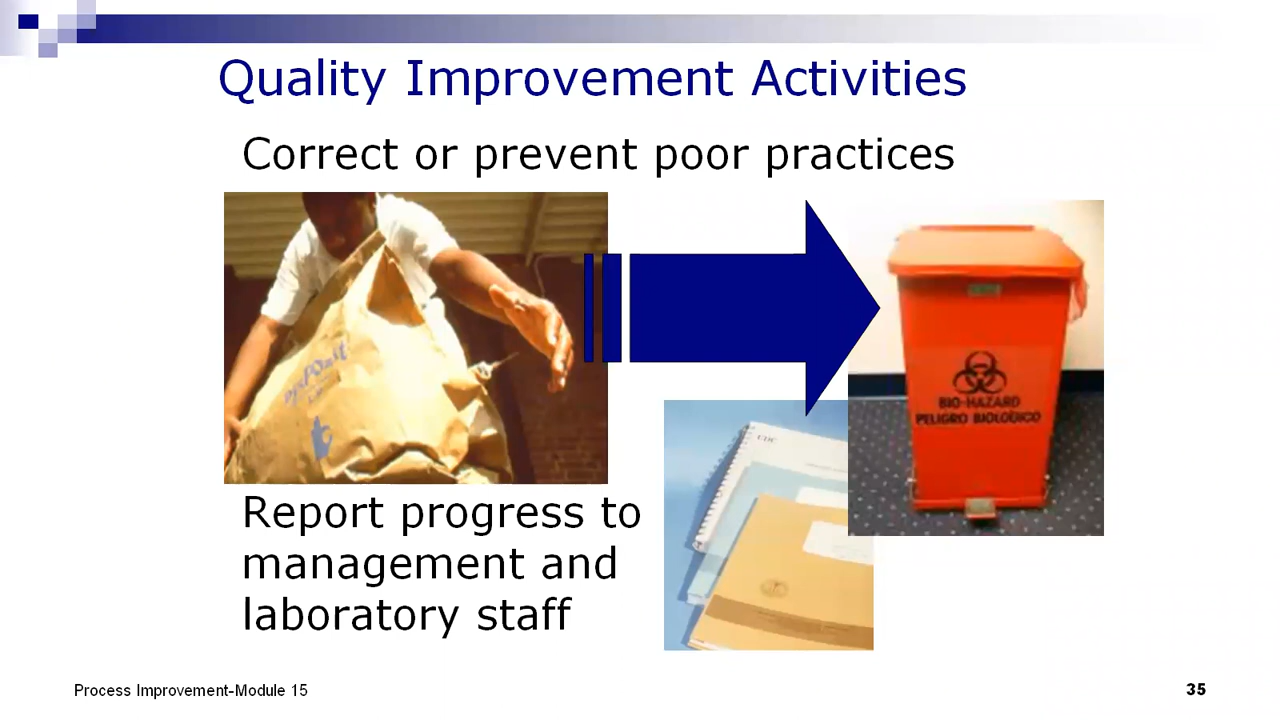 Quality Improvement Activities
Correct or prevent poor practices
BIO-HAZARD
PELIGRO BIOLOGICO
CDC
Report progress to
management and
laboratory staff
Process Improvement-Module 15
35